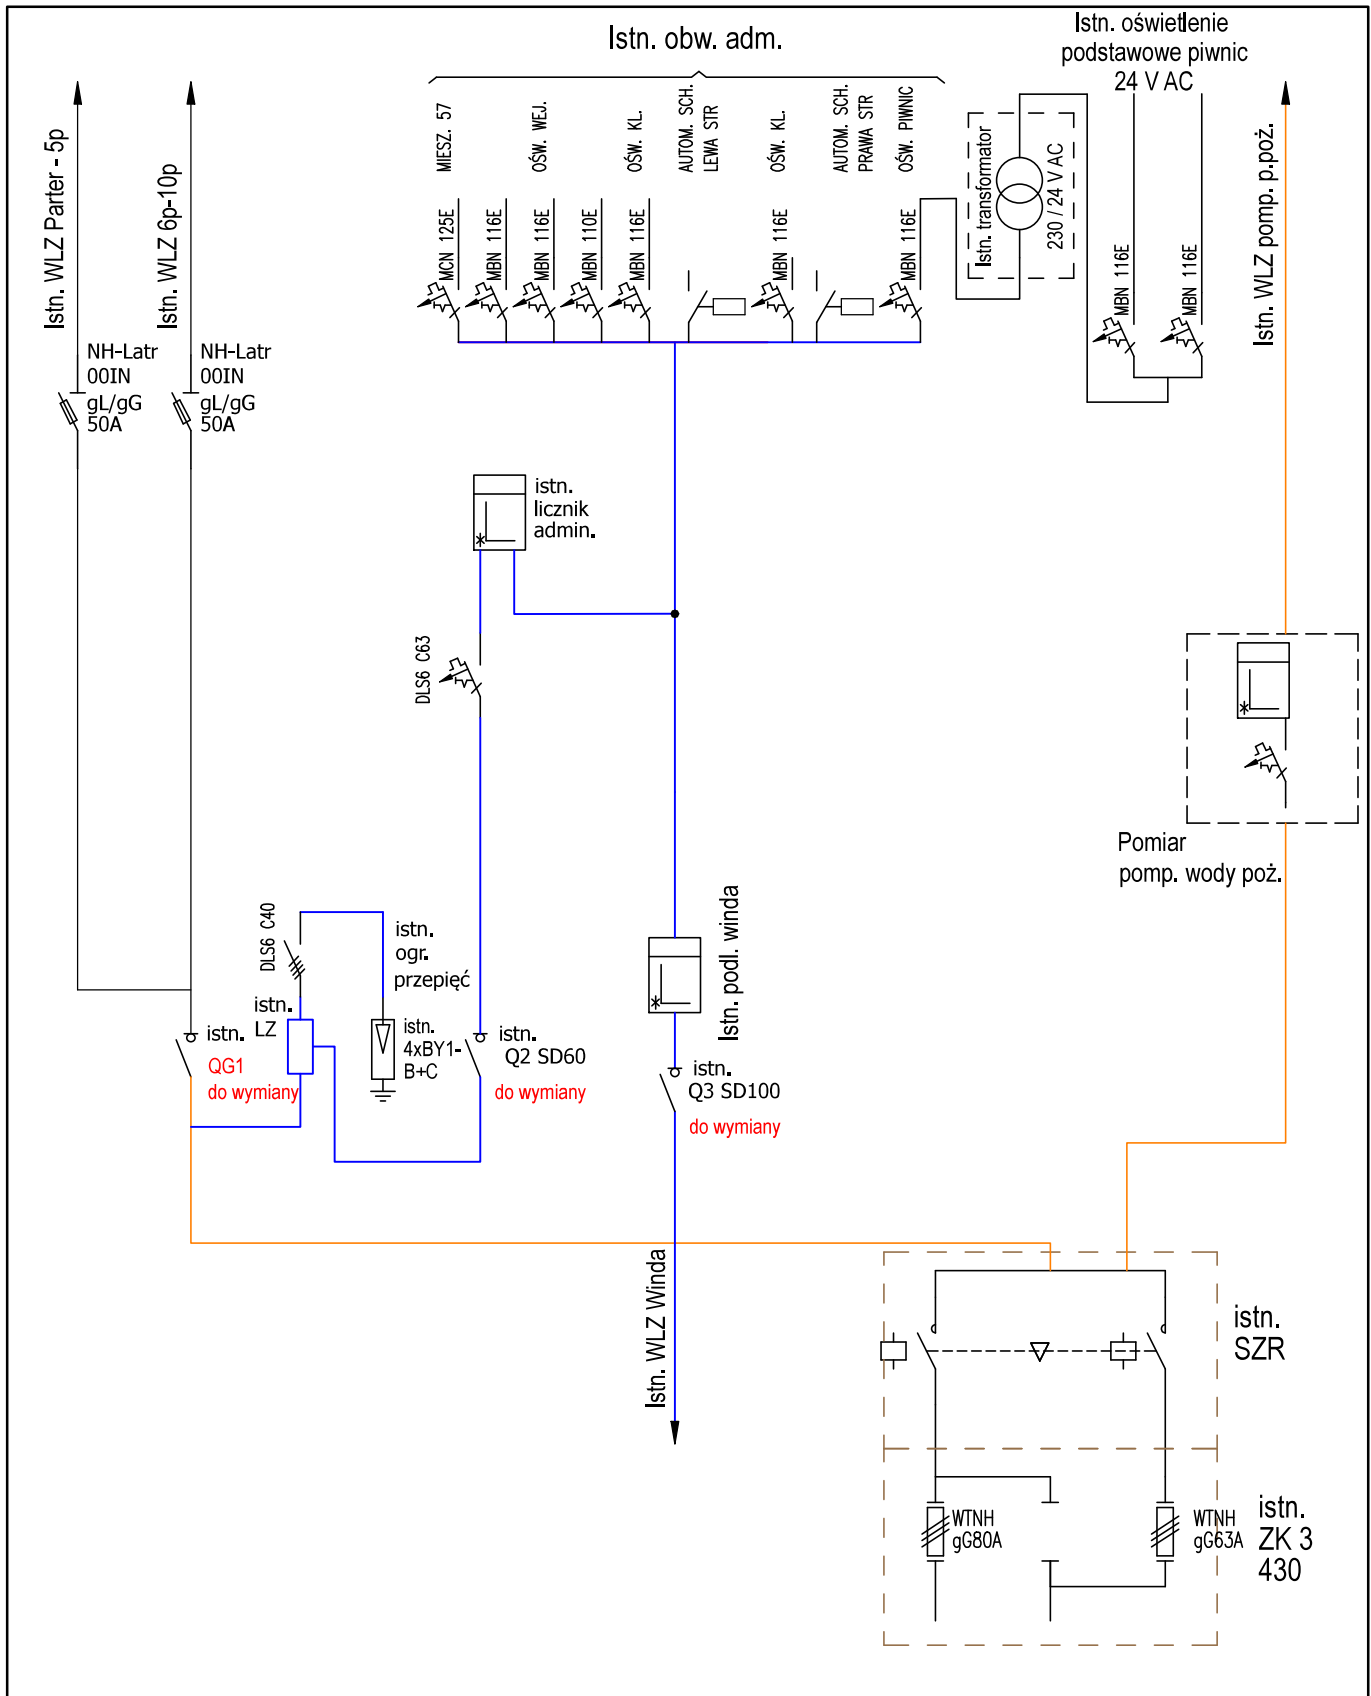 Istn. obw. adm.
Istn. oświetlenie
podstawowe piwnic
24 V AC
Istn. WLZ Parter - 5p
Istn. WLZ 6p-10p
MIESZ. 57
OŚW. WEJ.
OŚW. KL.
AUTOM. SCH.
LEWA STR
OŚW. KL.
AUTOM. SCH.
PRAWA STR
OŚW. PIWNIC
Istn. transformator
230 / 24 V AC
Istn. WLZ pomp. p.poż.
MCN 125E
MBN 116E
MBN 116E
MBN 110E
MBN 116E
MBN 116E
MBN 116E
MBN 116E
MBN 116E
NH-Latr
00IN
gL/gG
50A
NH-Latr
00IN
gL/gG
50A
istn.
licznik
admin.
DLS6 C63
Pomiar
pomp. wody poż.
DLS6 C40
istn.
ogr.
przepięć
Istn. podl. winda
istn.
LZ
istn.
QG1
do wymiany
istn.
4xBY1-
B+C
istn.
Q2 SD60
do wymiany
istn.
Q3 SD100
do wymiany
Istn. WLZ Winda
istn.
SZR
WTNH
gG80A
WTNH
gG63A
istn.
ZK 3
430